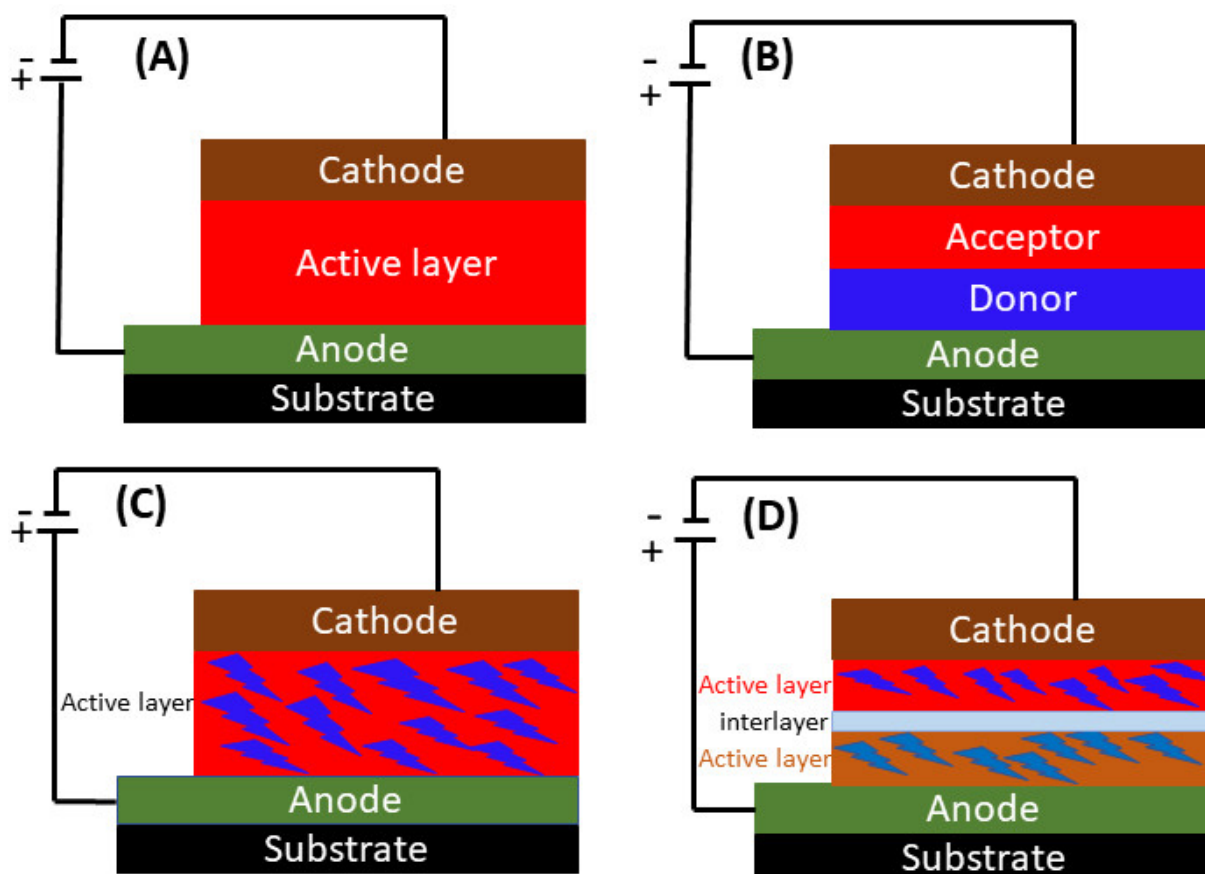 (A)
-
+
Cathode
Active layer
Anode
Substrate
(B)
-
+
Cathode
Acceptor
Donor
Anode
Substrate
(C)
-
+
Cathode
Active layer
Anode
Substrate
(D)
-
+
Cathode
Active layer
interlayer
Active layer
Anode
Substrate